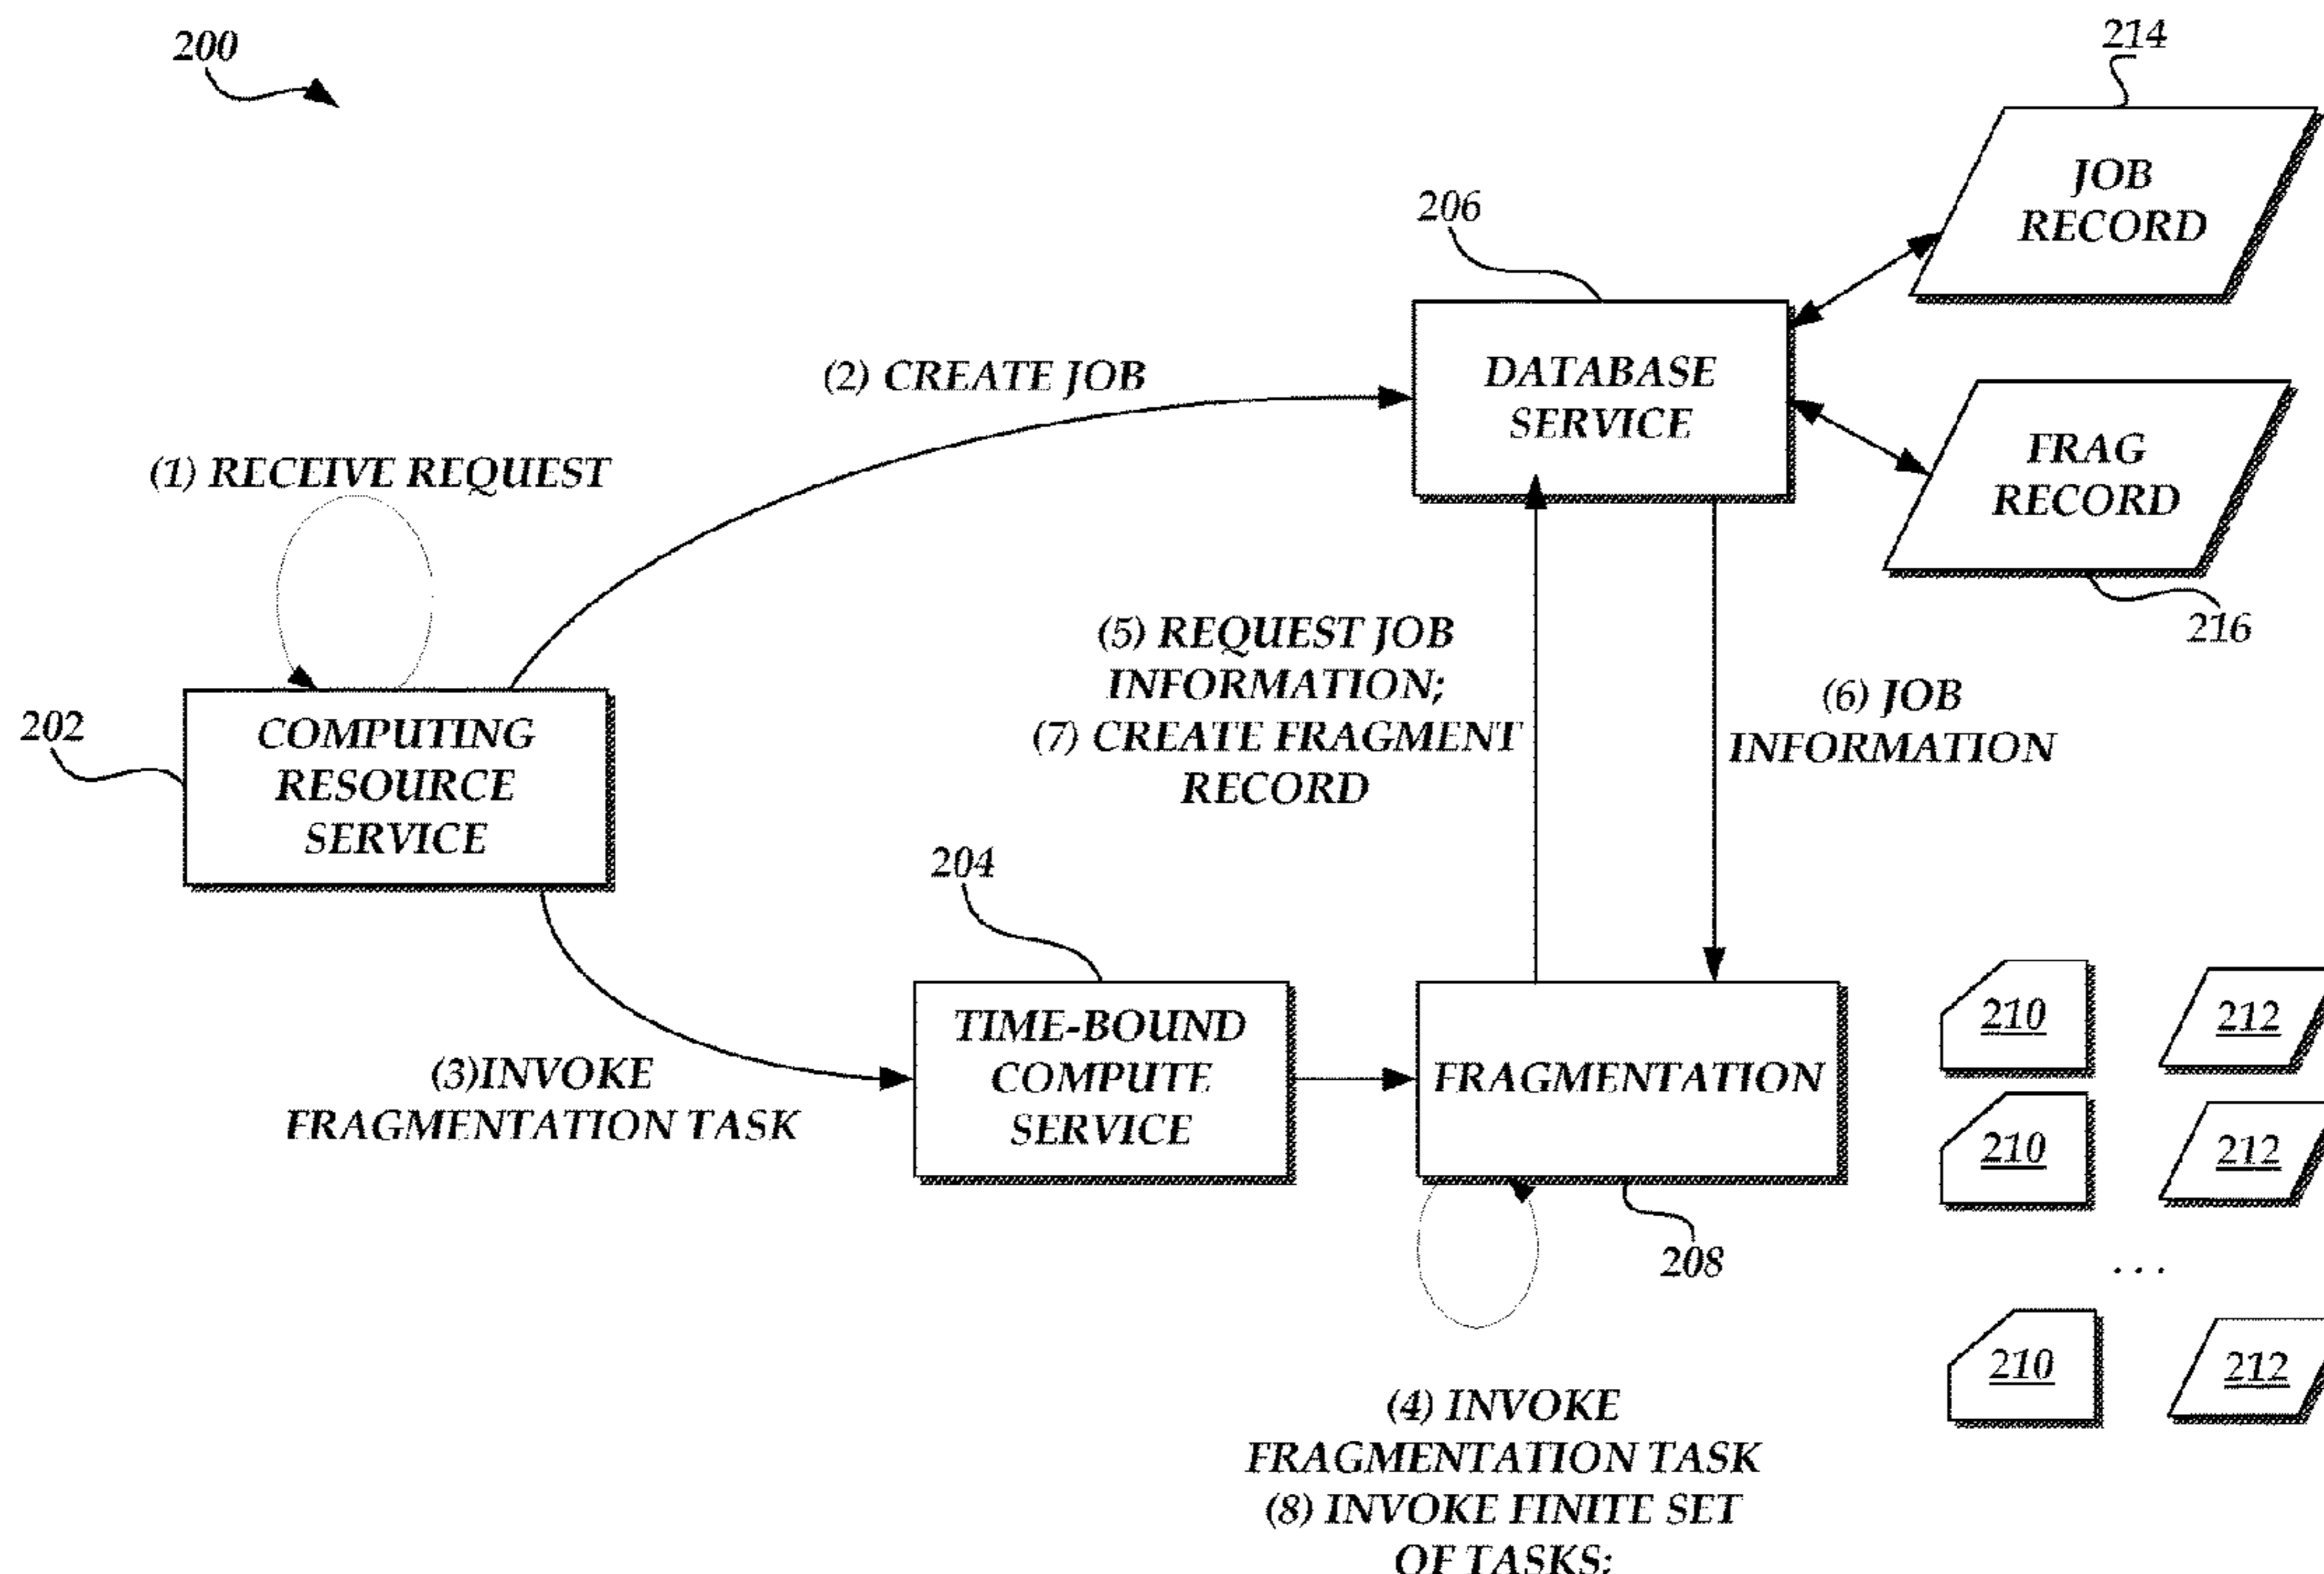 200
214
JOB
RECORD
206
DATABASE
SERVICE
(2) CREATE JOB
FRAG
RECORD
216
(1) RECEIVE REQUEST
(5) REQUEST JOB
INFORMATION;
(7) CREATE FRAGMENT
RECORD
(6) JOB
INFORMATION
202
COMPUTING
RESOURCE
SERVICE
204
TIME-BOUND
COMPUTE
SERVICE
FRAGMENTATION
(3)INVOKE
FRAGMENTATION TASK
208
210
212
210
212
...
210
212
(4) INVOKE
FRAGMENTATION TASK
(8) INVOKE FINITE SET
OF TASKS;